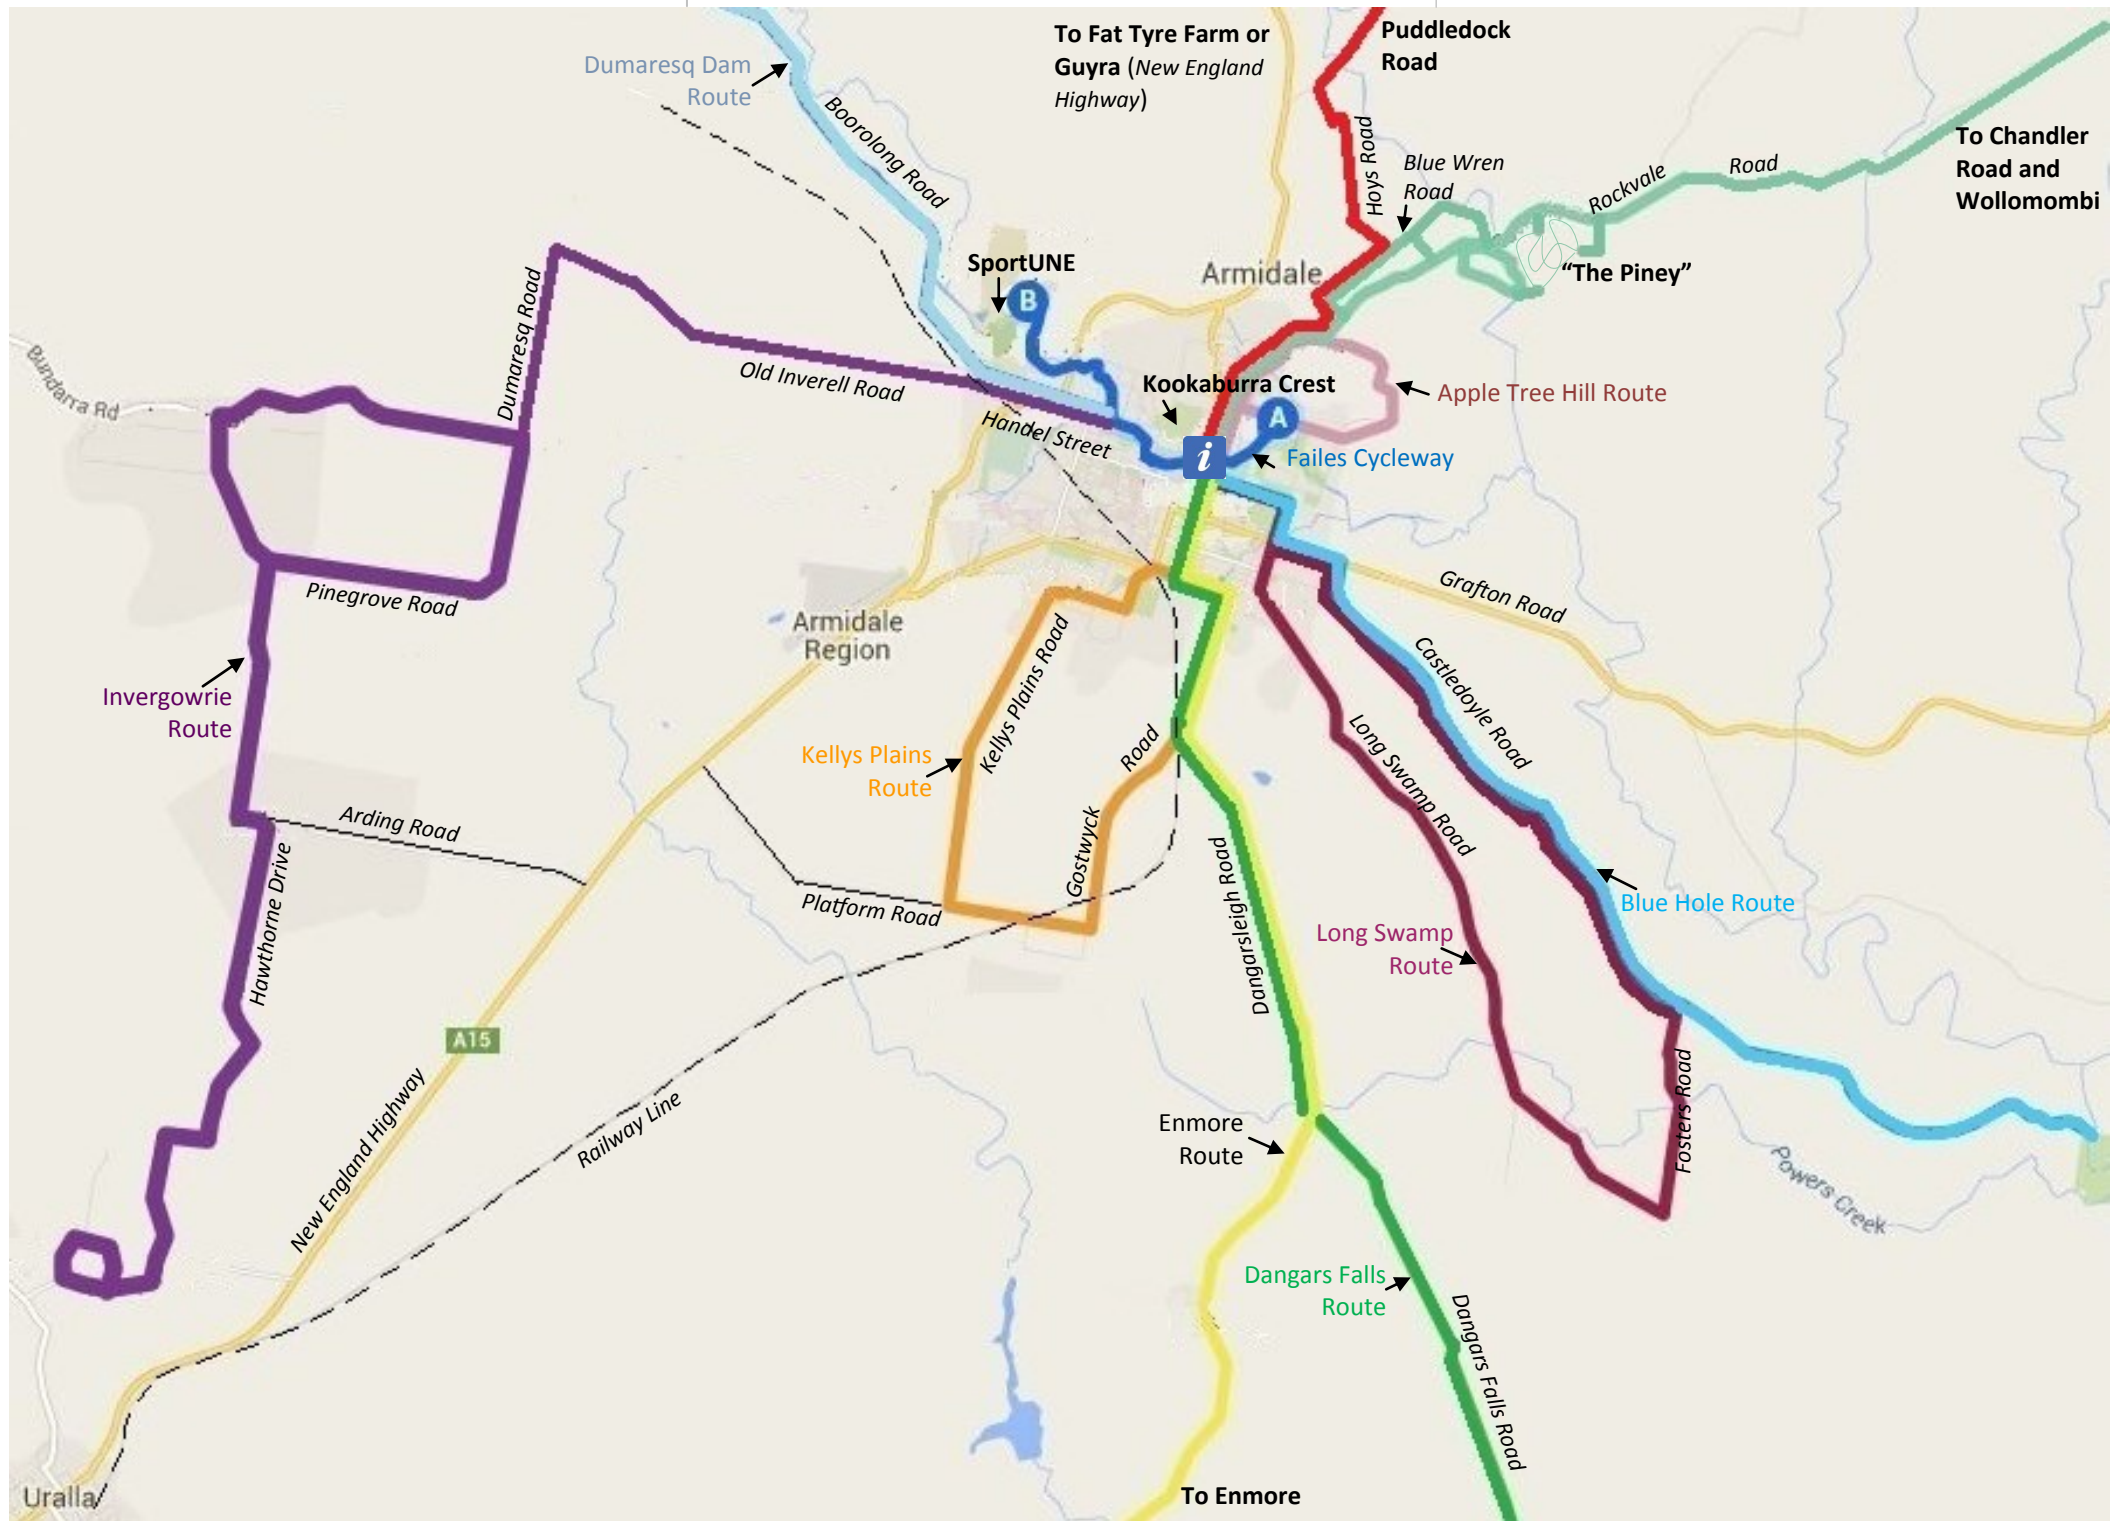 To Fat Tyre Farm or
Guyra (New England
Highway)
Puddledock
Road
Dumaresq Dam
Route
Boorolong Road
Hoys Road
Blue Wren
Road
Rockvale
Road
To Chandler
Road and
Wollomombi
SportUNE
B
Armidale
"The Piney"
Dumaresq Road
Bundarra Rd
Old Inverell Road
Kookaburra Crest
Apple Tree Hill Route
A
Handel Street
i
Failes Cycleway
Pinegrove Road
Grafton Road
Armidale
Region
Kellys Plains Road
Castledoyle Road
Invergowrie
Route
Kellys Plains
Route
Road
Long Swamp Road
Arding Road
Gostwyck
Dangarsleigh Road
Platform Road
Blue Hole Route
Hawthorne Drive
Long Swamp
Route
A15
New England Highway
Railway Line
Enmore
Route
Fosters Road
Powers Creek
Dangars Falls
Route
Dangars Falls Road
Uralla
To Enmore